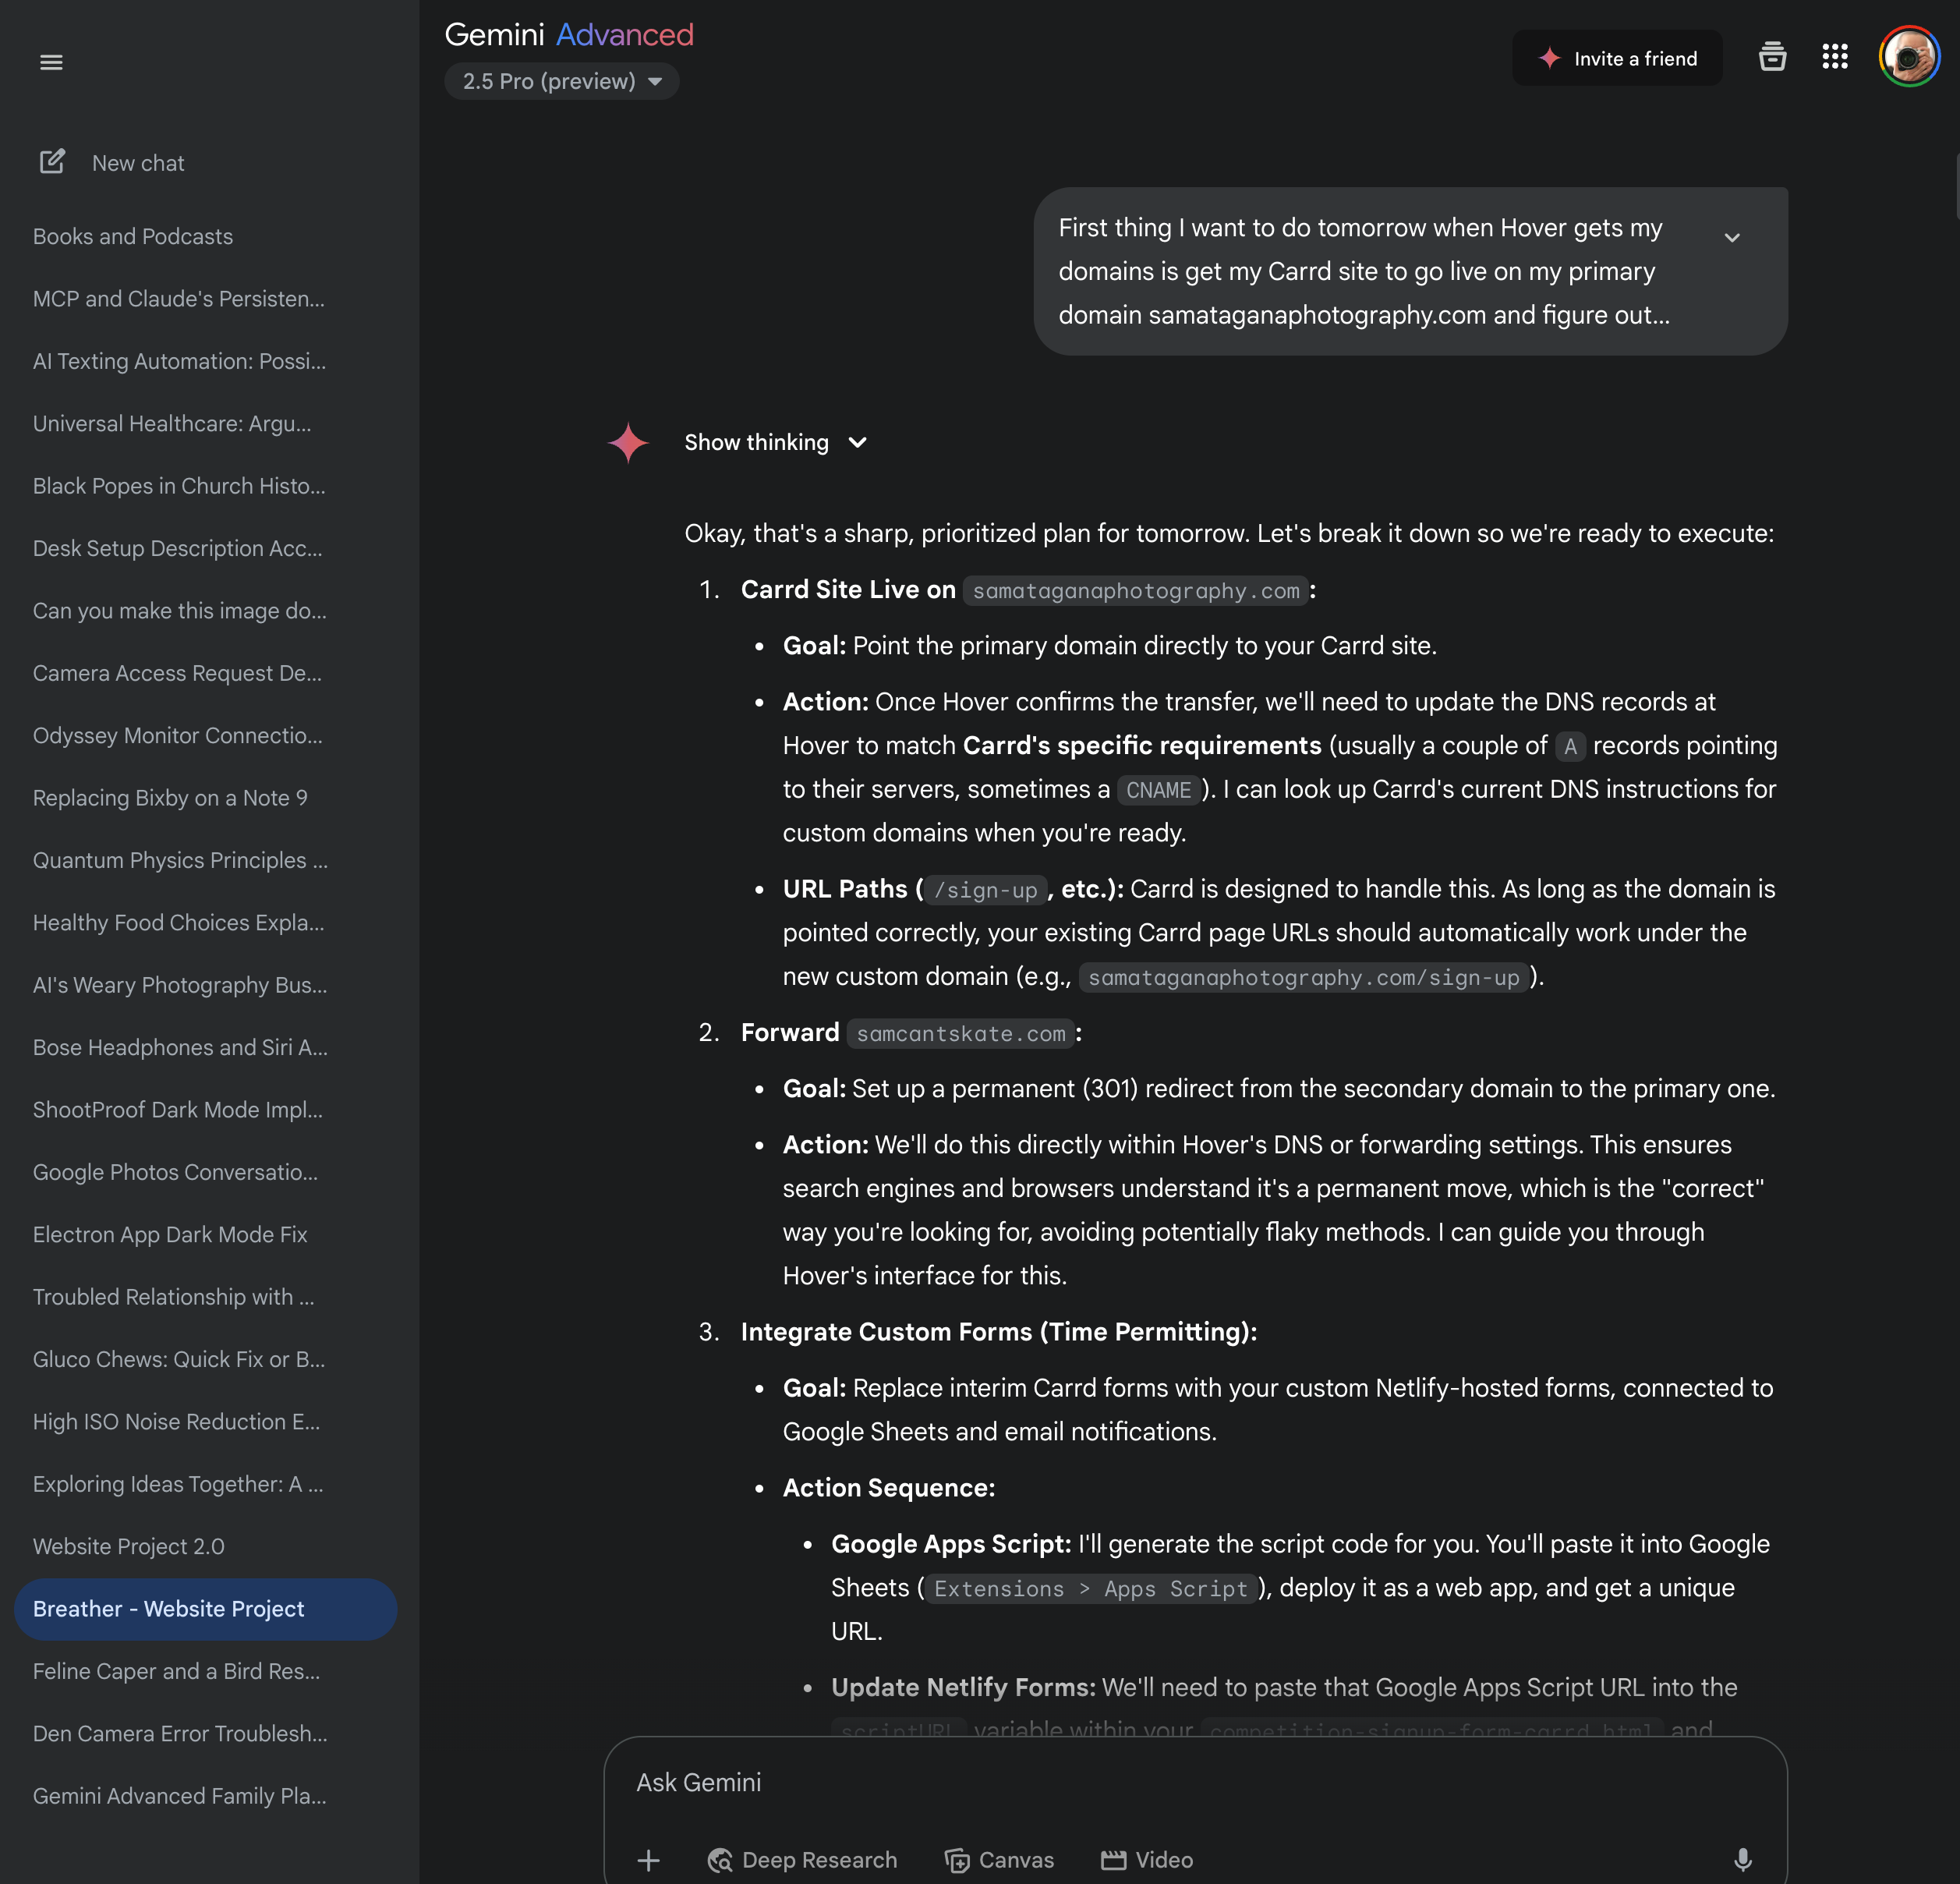 Gemini Advanced
2.5 Pro (preview)
Invite a friend
New chat
Books and Podcasts
MCP and Claude's Persisten...
AI Texting Automation: Possi...
Universal Healthcare: Argu...
Black Popes in Church Histo...
Desk Setup Description Acc...
Can you make this image do...
Camera Access Request De...
Odyssey Monitor Connectio...
Replacing Bixby on a Note 9
Quantum Physics Principles ...
Healthy Food Choices Expla...
AI's Weary Photography Bus...
Bose Headphones and Siri A...
ShootProof Dark Mode Impl...
Google Photos Conversatio...
Electron App Dark Mode Fix
Troubled Relationship with ...
Gluco Chews: Quick Fix or B...
High ISO Noise Reduction E...
Exploring Ideas Together: A ...
Website Project 2.0
Breather - Website Project
Feline Caper and a Bird Res...
Den Camera Error Troublesh...
Gemini Advanced Family Pla...
First thing I want to do tomorrow when Hover gets my
domains is get my Carrd site to go live on my primary
domain samataganaphotography.com and figure out...
Show thinking
Okay, that's a sharp, prioritized plan for tomorrow. Let's break it down so we're ready to execute:
1. Carrd Site Live on samataganaphotography.com:
• Goal: Point the primary domain directly to your Carrd site.
• Action: Once Hover confirms the transfer, we'll need to update the DNS records at
Hover to match Carrd's specific requirements (usually a couple of A records pointing
to their servers, sometimes a CNAME). I can look up Carrd's current DNS instructions for
custom domains when you're ready.
• URL Paths (/sign-up, etc.): Carrd is designed to handle this. As long as the domain is
pointed correctly, your existing Carrd page URLs should automatically work under the
new custom domain (e.g., samataganaphotography.com/sign-up).
2. Forward samcantskate.com:
• Goal: Set up a permanent (301) redirect from the secondary domain to the primary one.
• Action: We'll do this directly within Hover's DNS or forwarding settings. This ensures
search engines and browsers understand it's a permanent move, which is the "correct"
way you're looking for, avoiding potentially flaky methods. I can guide you through
Hover's interface for this.
3. Integrate Custom Forms (Time Permitting):
• Goal: Replace interim Carrd forms with your custom Netlify-hosted forms, connected to
Google Sheets and email notifications.
• Action Sequence:
• Google Apps Script: I'll generate the script code for you. You'll paste it into Google
Sheets (Extensions > Apps Script), deploy it as a web app, and get a unique
URL.
• Update Netlify Forms: We'll need to paste that Google Apps Script URL into the
scriptURL variable within your competition-signup-form-carrd.html and
Ask Gemini
Deep Research
Canvas
Video